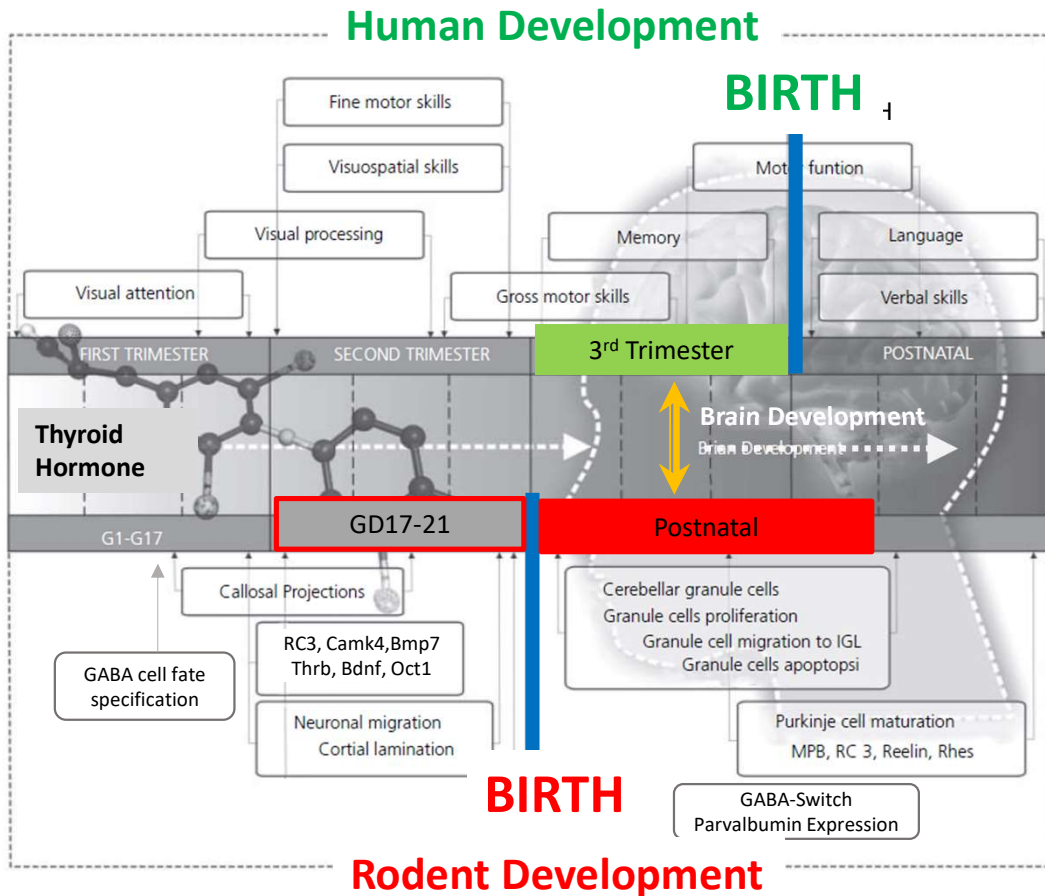 Human Development
BIRTH
Fine motor skills
Visuospatial skills
Motor funtion
Visual processing
Memory
Language
Visual attention
Gross motor skills
Verbal skills
FIRST TRIMESTER
SECOND TRIMESTER
3rd Trimester
POSTNATAL
Thyroid
Hormone
Brain Development
Brian Development
G1-G17
GD17-21
Postnatal
Callosal Projections
Cerebellar granule cells
Granule cells proliferation
Granule cell migration to IGL
Granule cells apoptopsi
RC3, Camk4,Bmp7
Thrb, Bdnf, Oct1
GABA cell fate
specification
Neuronal migration
Cortial lamination
Purkinje cell maturation
MPB, RC 3, Reelin, Rhes
BIRTH
GABA-Switch
Parvalbumin Expression
Rodent Development